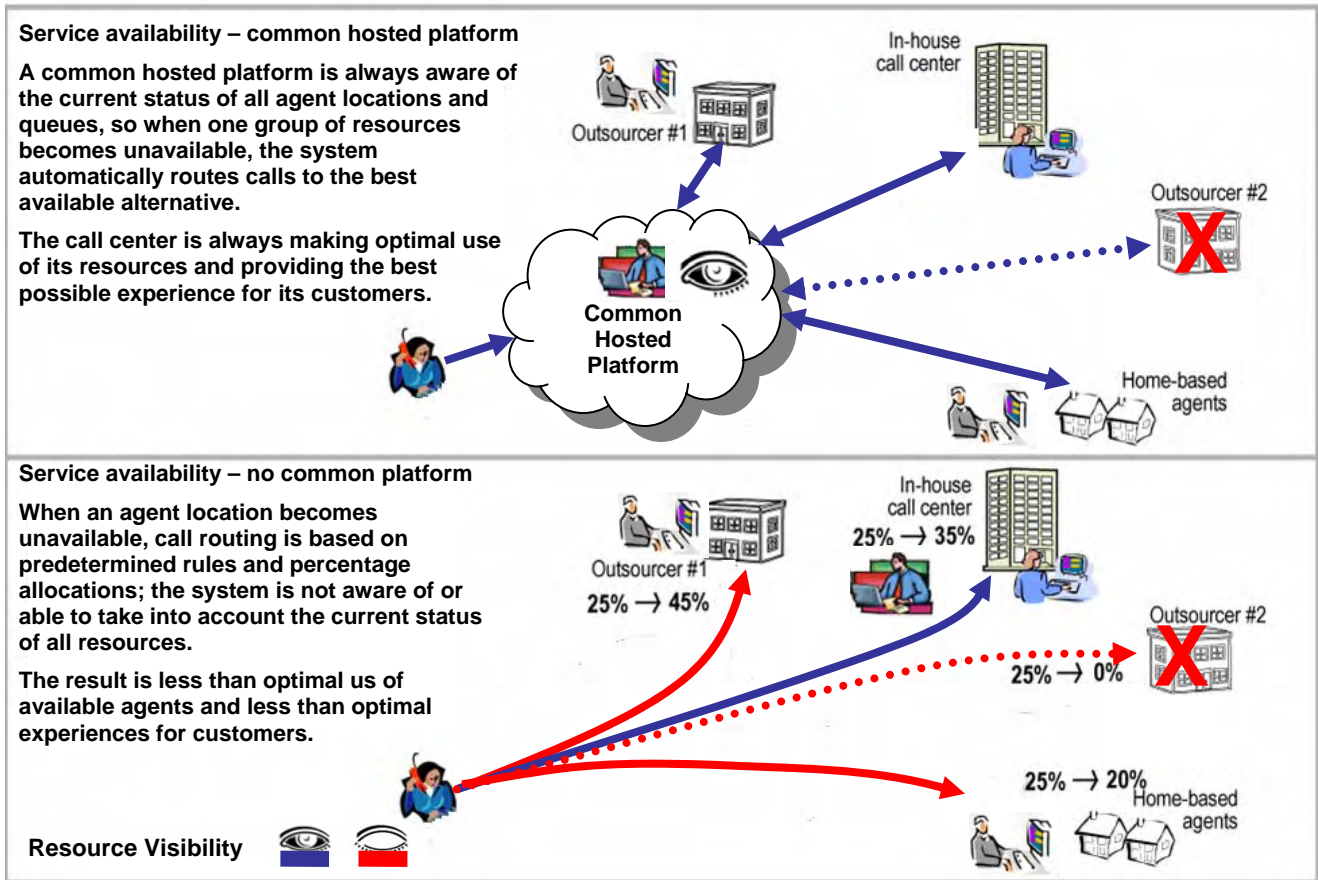 Service availability – common hosted platform
A common hosted platform is always aware of
the current status of all agent locations and
queues, so when one group of resources
becomes unavailable, the system
automatically routes calls to the best
available alternative.
The call center is always making optimal use
of its resources and providing the best
possible experience for its customers.
Outsourcer #1
In-house
call center
Outsourcer #2
X
Common
Hosted
Platform
Home-based
agents
Service availability – no common platform
When an agent location becomes
unavailable, call routing is based on
predetermined rules and percentage
allocations; the system is not aware of or
able to take into account the current status
of all resources.
The result is less than optimal us of
available agents and less than optimal
experiences for customers.
Outsourcer #1
25% → 45%
In-house
call center
25% → 35%
Outsourcer #2
X
25% → 0%
25% → 20%
Home-based
agents
Resource Visibility